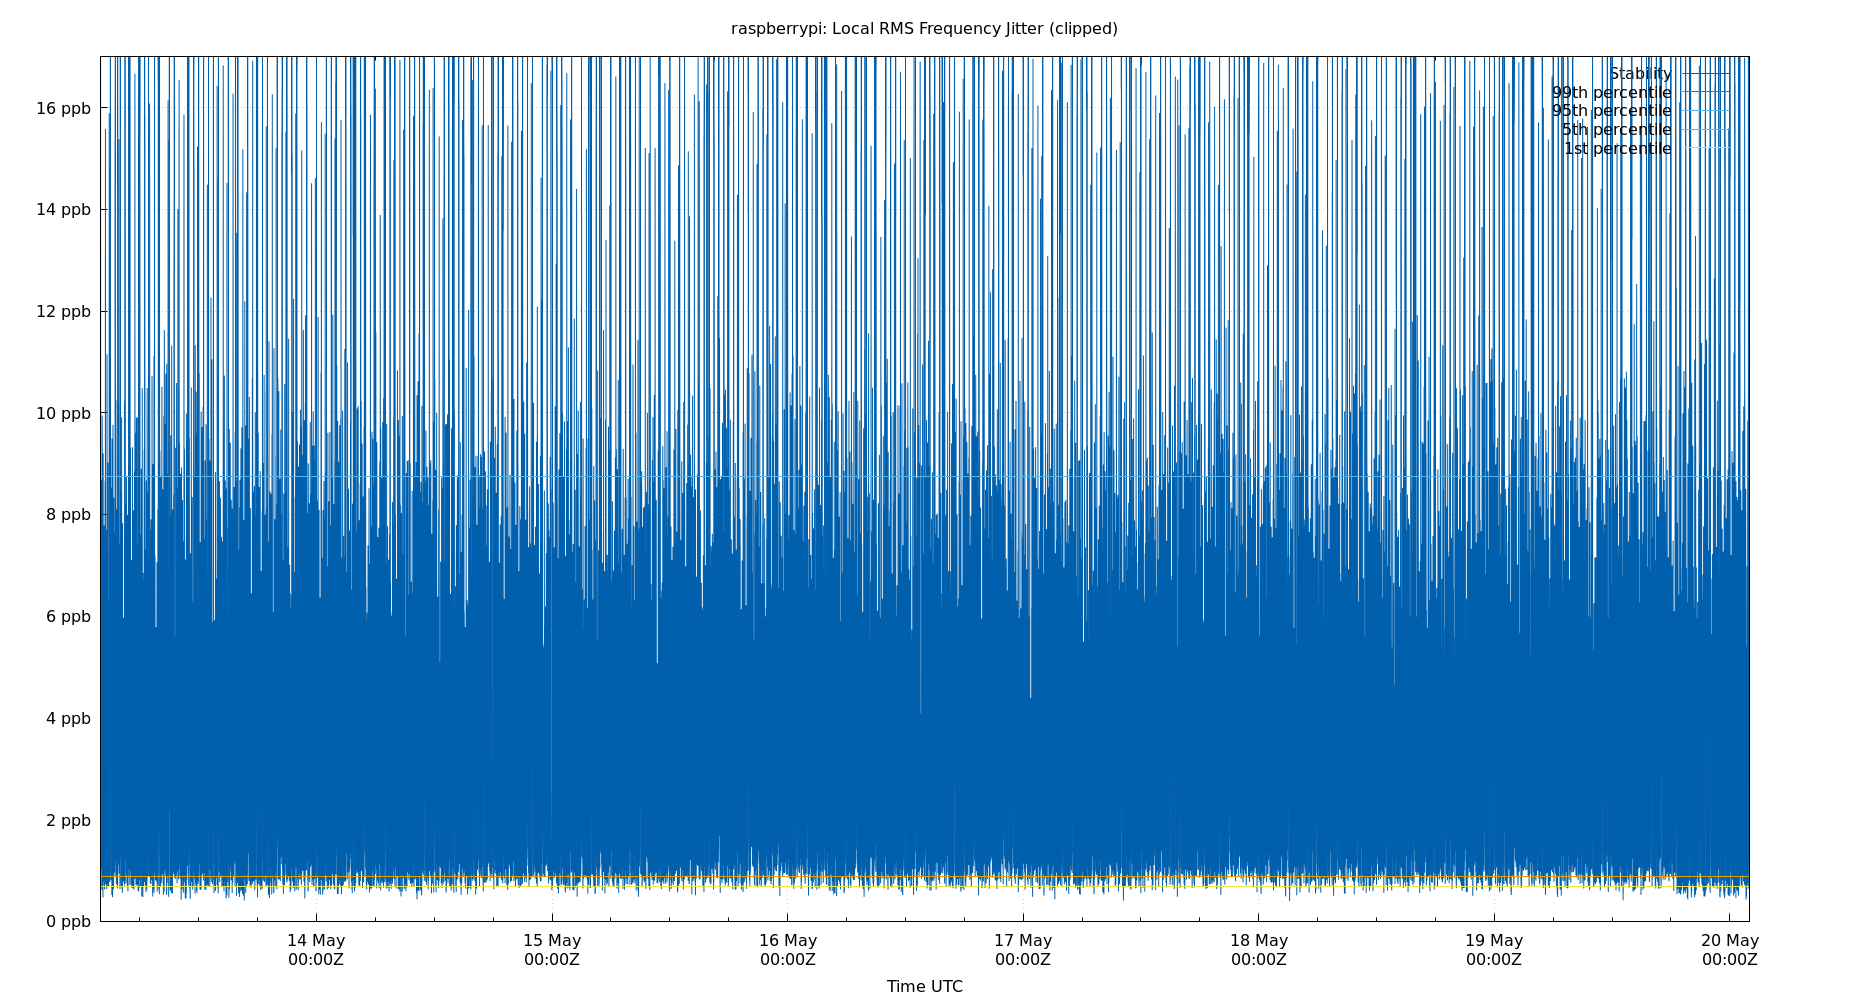 raspberrypi: Local RMS Frequency Jitter (clipped)
Stability
99th percentile
95th percentile
5th percentile
1st percentile
16 ppb
14 ppb
12 ppb
10 ppb
8 ppb
6 ppb
4 ppb
2 ppb
0 ppb
14 May 15 May 16 May 17 May 18 May 19 May 20 May
00:00Z 00:00Z 00:00Z 00:00Z 00:00Z 00:00Z 00:00Z
Time UTC